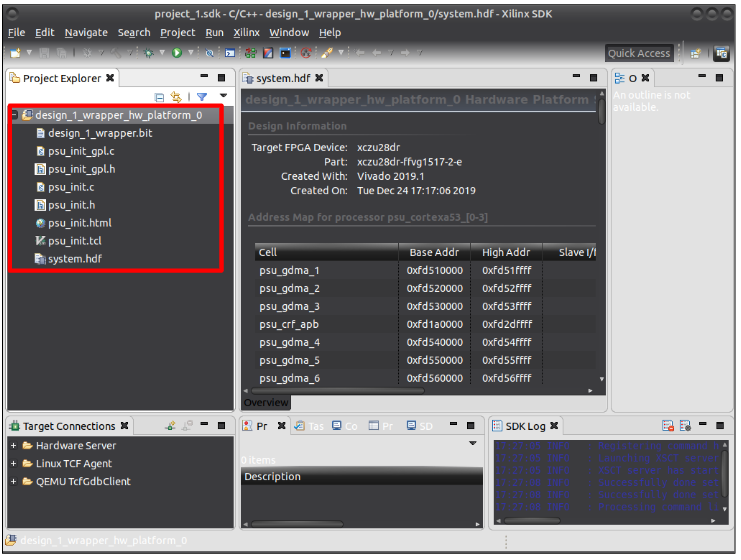 project_1.sdk - C/C++ - design_1_wrapper_hw_platform_0/system.hdf - Xilinx SDK
File Edit Navigate Search Project Run Xilinx Window Help
Quick Access
Project Explorer
design_1_wrapper_hw_platform_0
design_1_wrapper.bit
psu_init_gpl.c
psu_init_gpl.h
psu_init.c
psu_init.h
psu_init.html
psu_init.tcl
system.hdf
system.hdf
design_1_wrapper_hw_platform_0 Hardware Platform
Design Information
Target FPGA Device: xczu28dr
Part: xczu28dr-ffvg1517-2-e
Created With: Vivado 2019.1
Created On: Tue Dec 24 17:17:06 2019
Address Map for processor psu_cortexa53_[0-3]
Cell Base Addr High Addr Slave I/f
psu_gdma_1 0xfd510000 0xfd51ffff
psu_gdma_2 0xfd520000 0xfd52ffff
psu_gdma_3 0xfd530000 0xfd53ffff
psu_crf_apb 0xfd1a0000 0xfd2dffff
psu_gdma_4 0xfd540000 0xfd54ffff
psu_gdma_5 0xfd550000 0xfd55ffff
psu_gdma_6 0xfd560000 0xfd56ffff
Overview
O
An outline is not
available.
Target Connections
Hardware Server
Linux TCF Agent
QEMU TcfGdbClient
Pr Tas Co Pr SD
0 items
Description
SDK Log
design_1_wrapper_hw_platform_0